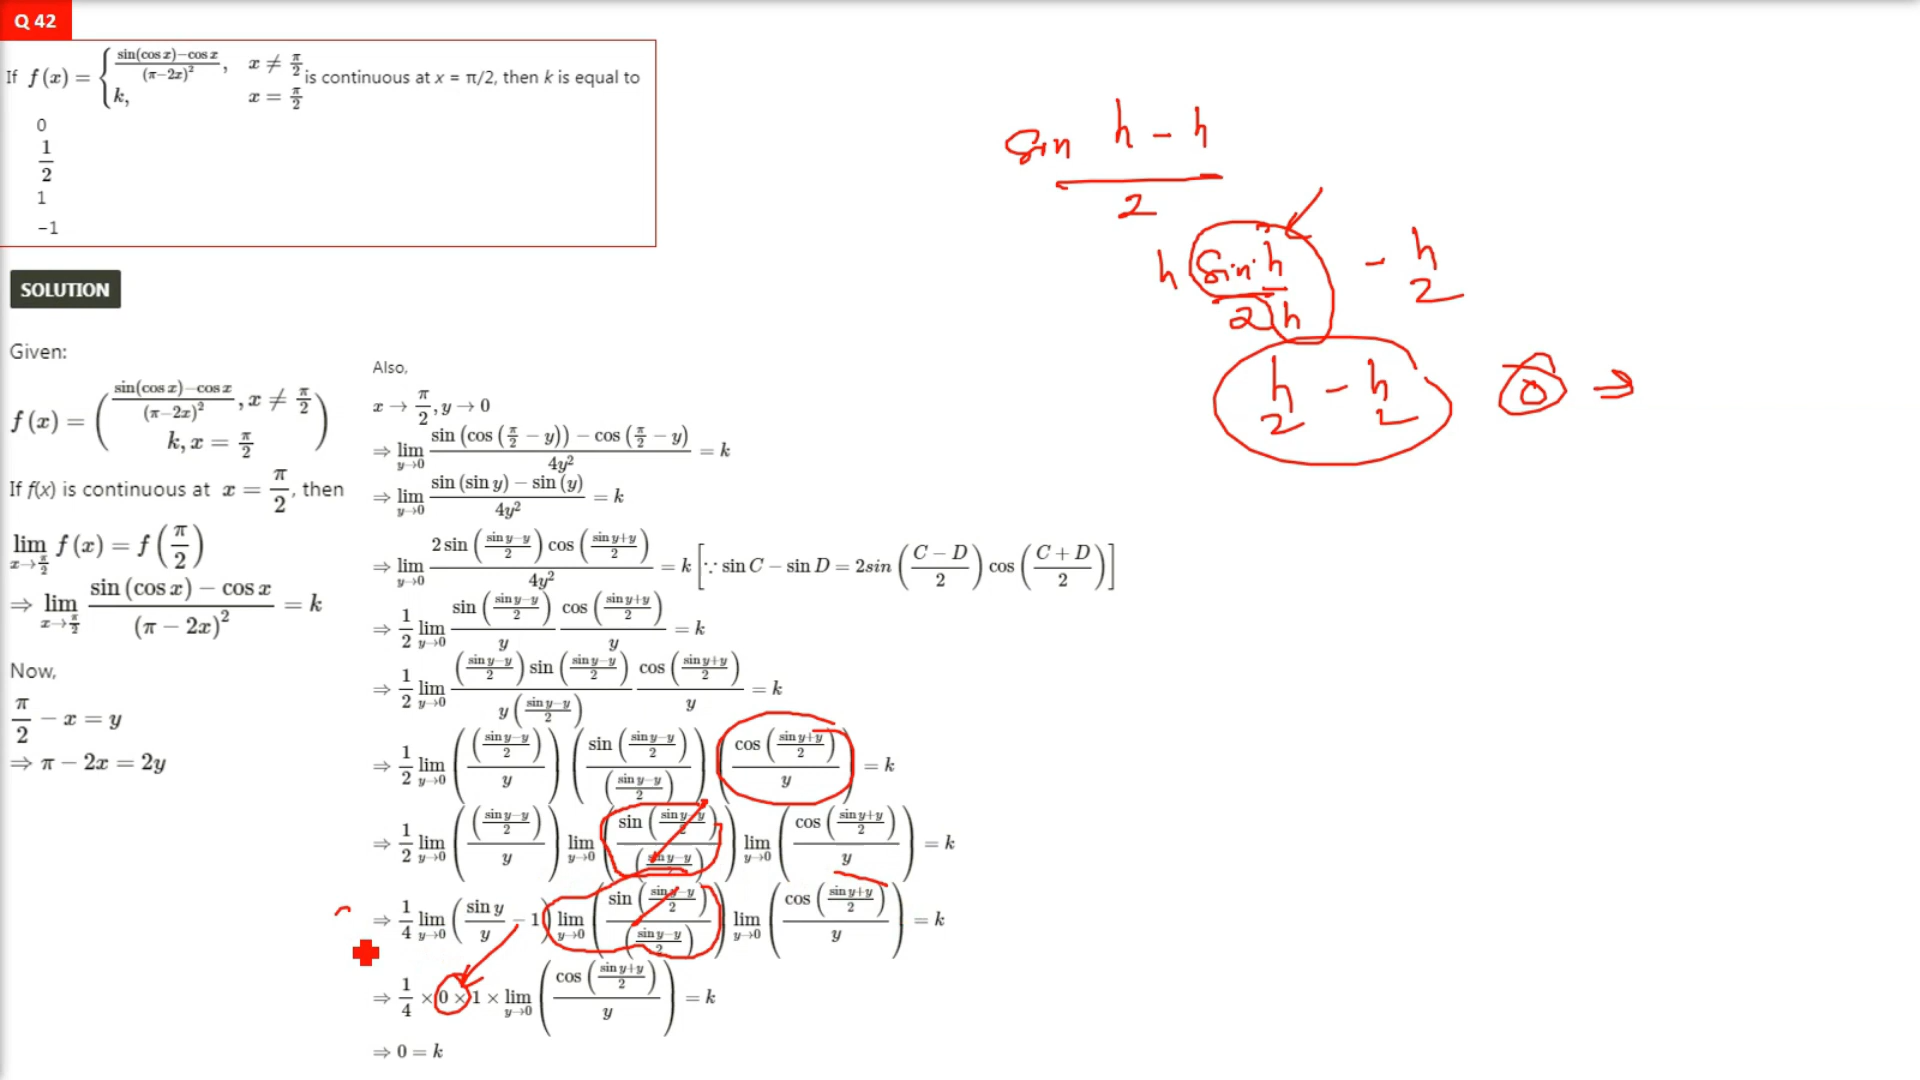 Q 42
If f(x) = { sin(cos x)−cos x / (π−2x)², x ≠ π/2 is continuous at x = π/2, then k is equal to
k, x = π/2
0
1/2
1
−1
SOLUTION
Given:
f(x) = ( sin(cos x)−cos x / (π−2x)² , x ≠ π/2
k, x = π/2 )
If f(x) is continuous at x = π/2, then
lim x→π/2 f(x) = f(π/2)
⇒ lim x→π/2 sin (cos x) − cos x / (π − 2x)² = k
Now,
π/2 − x = y
⇒ π − 2x = 2y
Also,
x → π/2, y → 0
⇒ lim y→0 sin (cos (π/2 − y)) − cos (π/2 − y) / 4y² = k
⇒ lim y→0 sin (sin y) − sin (y) / 4y² = k
⇒ lim y→0 2 sin (sin y−y / 2) cos (sin y+y / 2) / 4y² = k [∵ sin C − sin D = 2sin (C − D / 2) cos (C + D / 2)]
⇒ 1/2 lim y→0 sin (sin y−y / 2) / y cos (sin y+y / 2) / y = k
⇒ 1/2 lim y→0 (sin y−y / 2) sin (sin y−y / 2) / y (sin y−y / 2) cos (sin y+y / 2) / y = k
⇒ 1/2 lim y→0 ((sin y−y / 2) / y) (sin (sin y−y / 2) / (sin y−y / 2)) (cos (sin y+y / 2) / y) = k
⇒ 1/2 lim y→0 ((sin y−y / 2) / y) lim y→0 (sin (sin y−y / 2) / (sin y−y / 2)) lim y→0 (cos (sin y+y / 2) / y) = k
⇒ 1/4 lim y→0 (sin y / y − 1) lim y→0 (sin (sin y−y / 2) / (sin y−y / 2)) lim y→0 (cos (sin y+y / 2) / y) = k
⇒ 1/4 × 0 × 1 × lim y→0 (cos (sin y+y / 2) / y) = k
⇒ 0 = k
sin h − h / 2
h sin h / 2 h − h / 2
h / 2 − h / 2 0 →